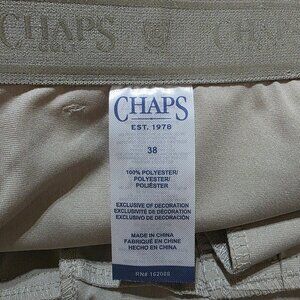 CHAPS
GOLF
CHAPS
EST. 1978
38
100% POLYESTER/
POLYESTER/
POLIÉSTER
EXCLUSIVE OF DECORATION
EXCLUSIVITÉ DE DÉCORATION
EXCLUSIVO DE DECORACIÓN
MADE IN CHINA
FABRIQUÉ EN CHINE
HECHO EN CHINA